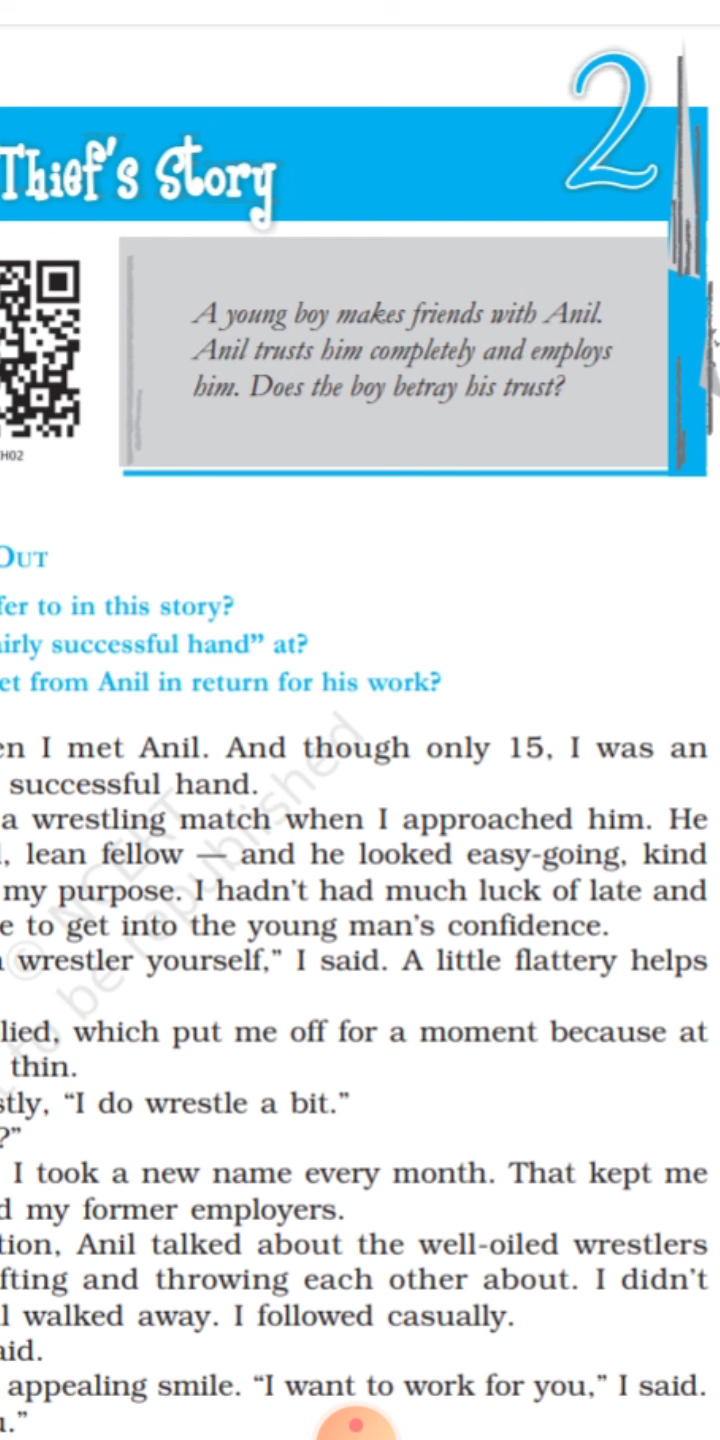 2
Thief's Story
A young boy makes friends with Anil.
Anil trusts him completely and employs
him. Does the boy betray his trust?
H02
OUT
fer to in this story?
airly successful hand” at?
et from Anil in return for his work?
en I met Anil. And though only 15, I was an
successful hand.
a wrestling match when I approached him. He
, lean fellow — and he looked easy-going, kind
my purpose. I hadn't had much luck of late and
e to get into the young man's confidence.
wrestler yourself,” I said. A little flattery helps
lied, which put me off for a moment because at
thin.
stly, “I do wrestle a bit.”
?”
I took a new name every month. That kept me
d my former employers.
tion, Anil talked about the well-oiled wrestlers
fting and throwing each other about. I didn't
l walked away. I followed casually.
aid.
appealing smile. “I want to work for you,” I said.
u.”
© NCERT
to be republished